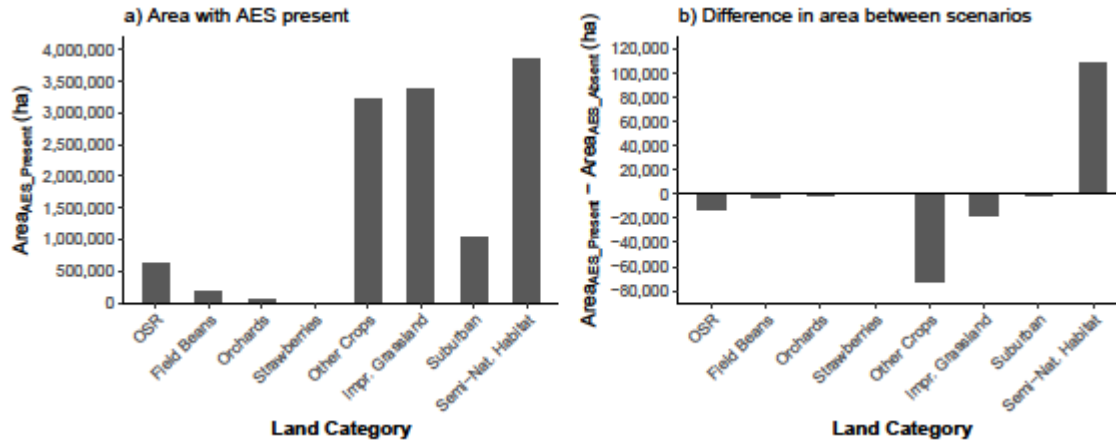 a) Area with AES present
AreaAES_Present (ha)
4,000,000
3,500,000
3,000,000
2,500,000
2,000,000
1,500,000
1,000,000
500,000
0
OSR
Field Beans
Orchards
Strawberries
Other Crops
Impr. Grassland
Suburban
Semi-Nat. Habitat
Land Category
b) Difference in area between scenarios
AreaAES_Present − AreaAES_Absent (ha)
120,000
100,000
80,000
60,000
40,000
20,000
0
−20,000
−40,000
−60,000
−80,000
OSR
Field Beans
Orchards
Strawberries
Other Crops
Impr. Grassland
Suburban
Semi-Nat. Habitat
Land Category